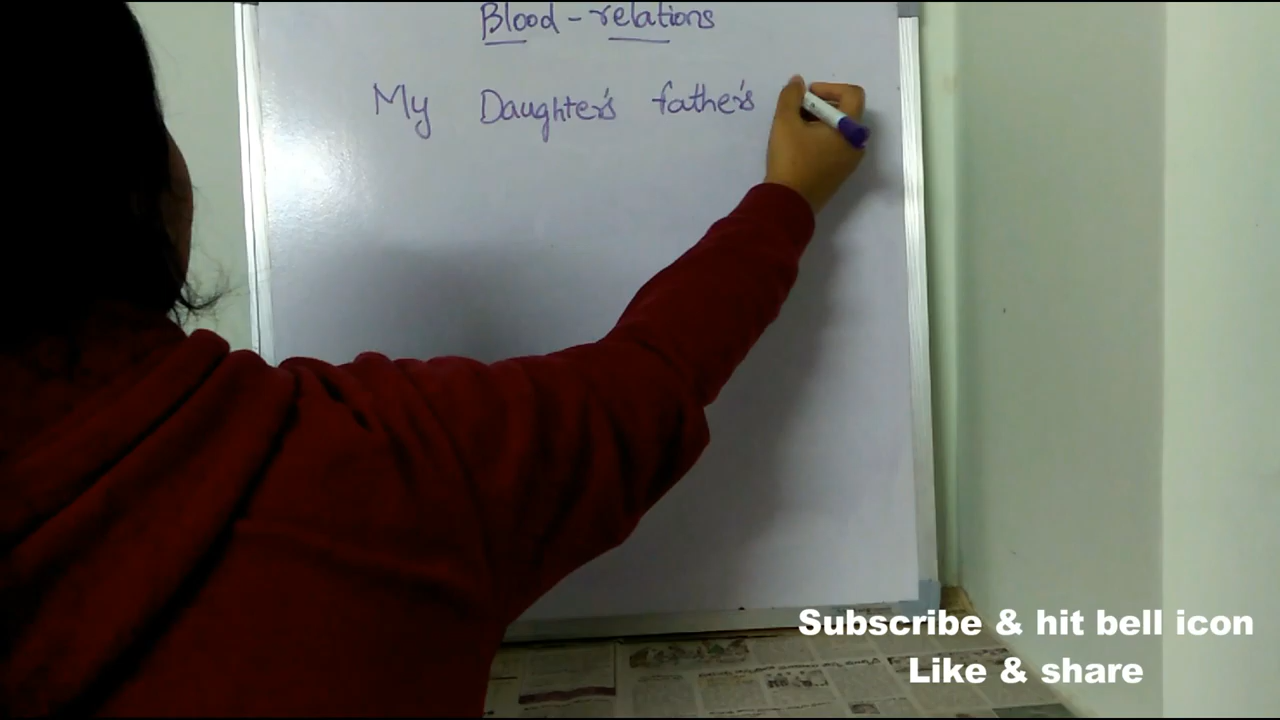 Blood - relations
My Daughter's father's
Subscribe & hit bell icon
Like & share